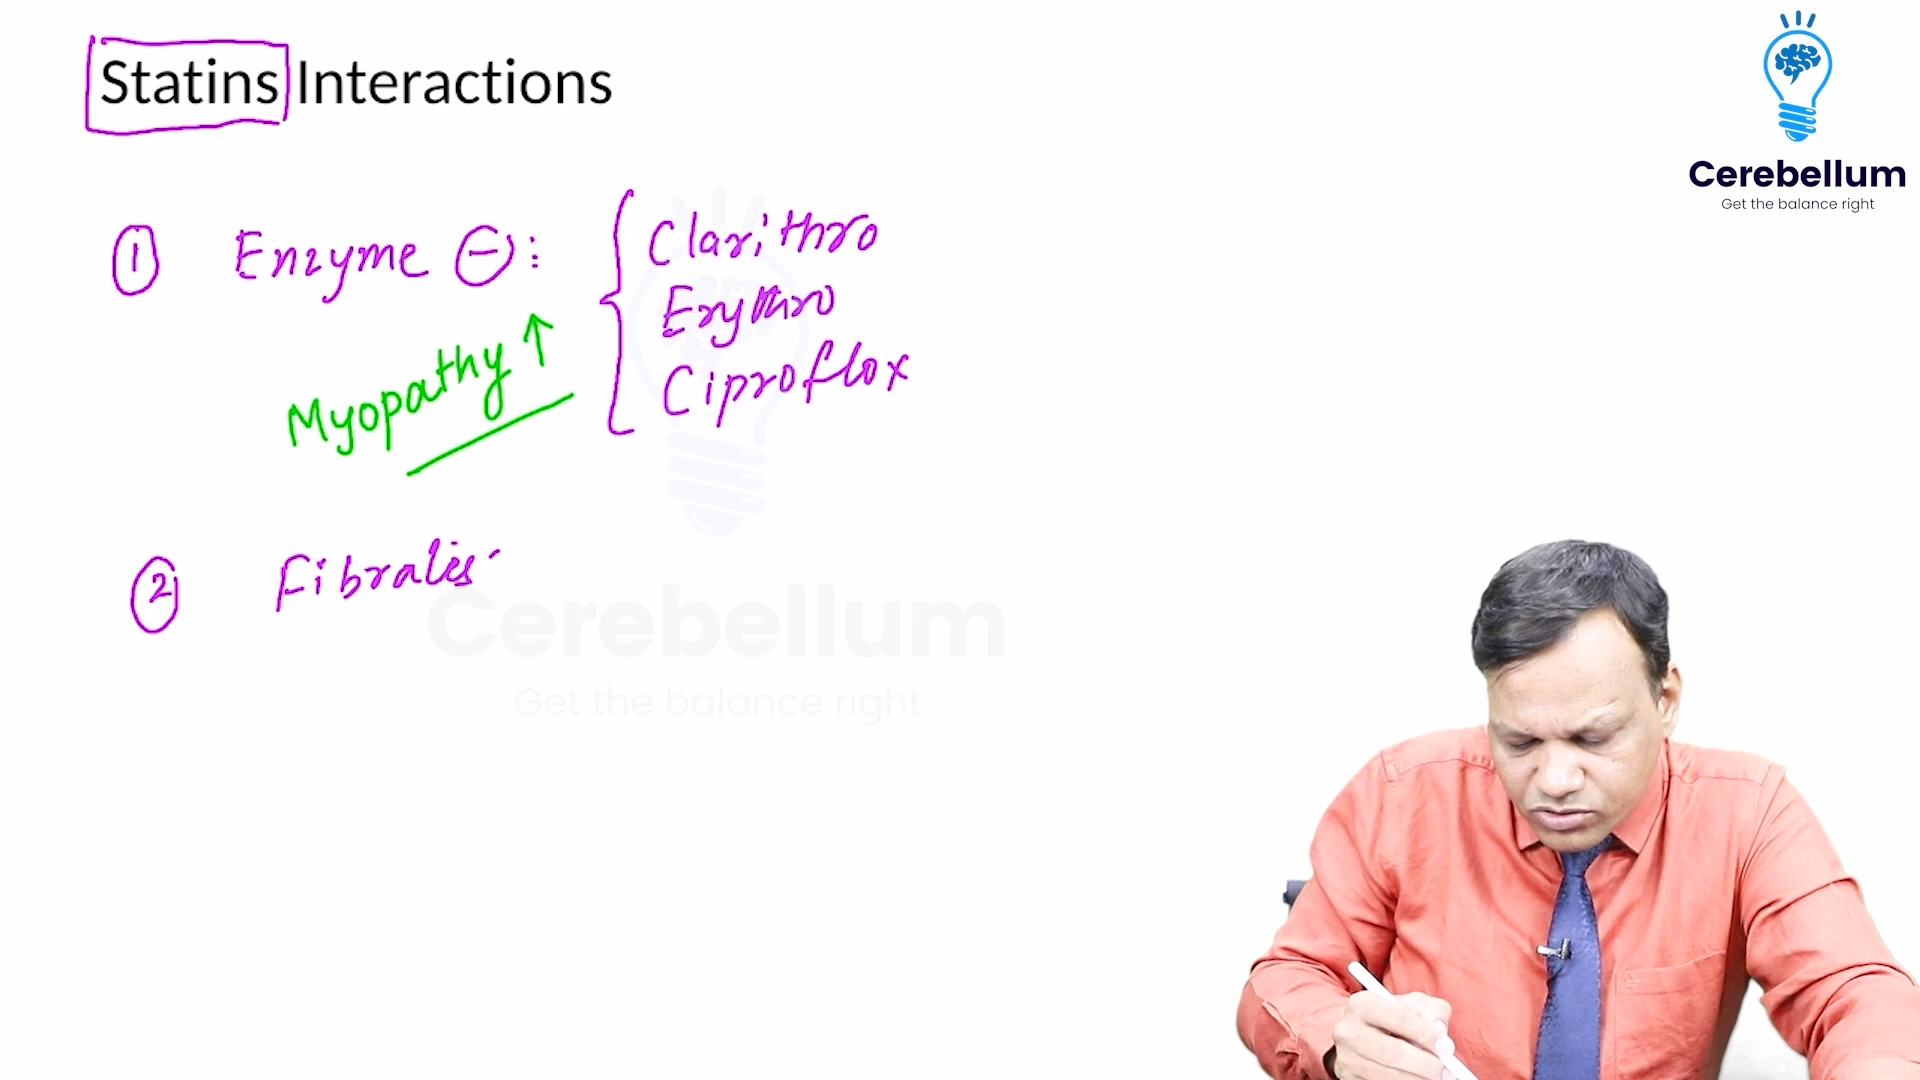 Statins Interactions
Cerebellum
Get the balance right
① Enzyme ⊖: { Clarithro
Erythro
Ciproflox
Myopathy ↑
② Fibrates
Cerebellum
Get the balance right